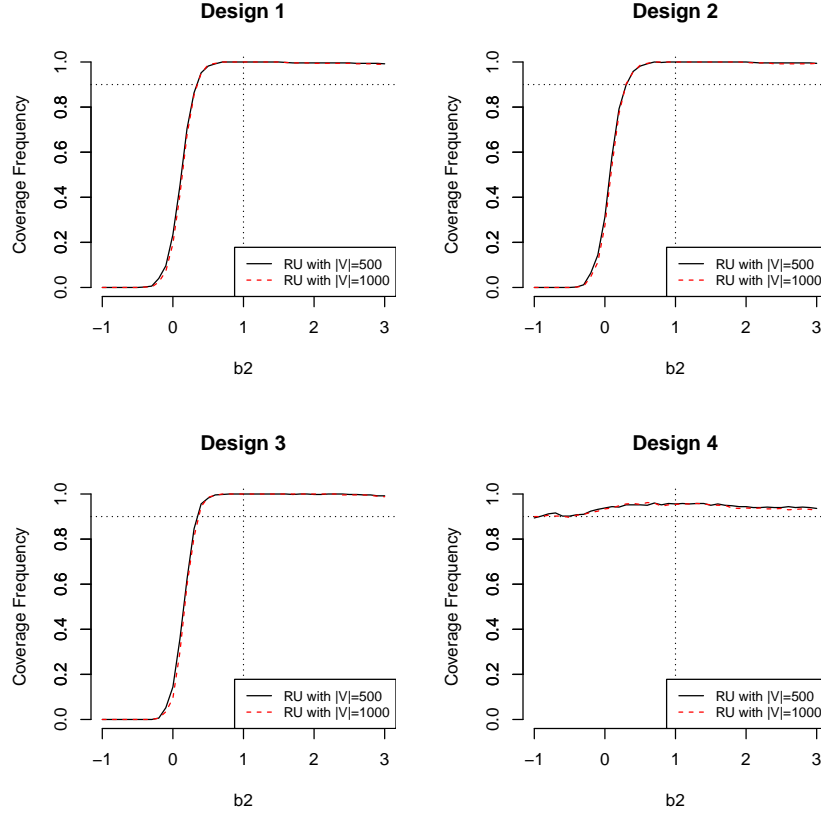 Design 1
Coverage Frequency
0.0 0.2 0.4 0.6 0.8 1.0
RU with |V|=500
RU with |V|=1000
−1 0 1 2 3
b2
Design 2
Coverage Frequency
0.0 0.2 0.4 0.6 0.8 1.0
RU with |V|=500
RU with |V|=1000
−1 0 1 2 3
b2
Design 3
Coverage Frequency
0.0 0.2 0.4 0.6 0.8 1.0
RU with |V|=500
RU with |V|=1000
−1 0 1 2 3
b2
Design 4
Coverage Frequency
0.0 0.2 0.4 0.6 0.8 1.0
RU with |V|=500
RU with |V|=1000
−1 0 1 2 3
b2